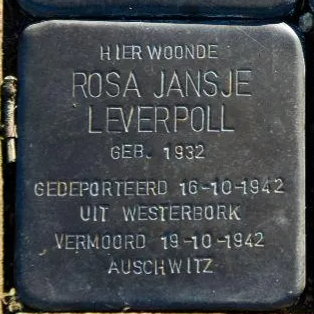 HIER WOONDE
ROSA JANSJE
LEVERPOLL
GEB. 1932
GEDEPORTEERD 16-10-1942
UIT WESTERBORK
VERMOORD 19-10-1942
AUSCHWITZ